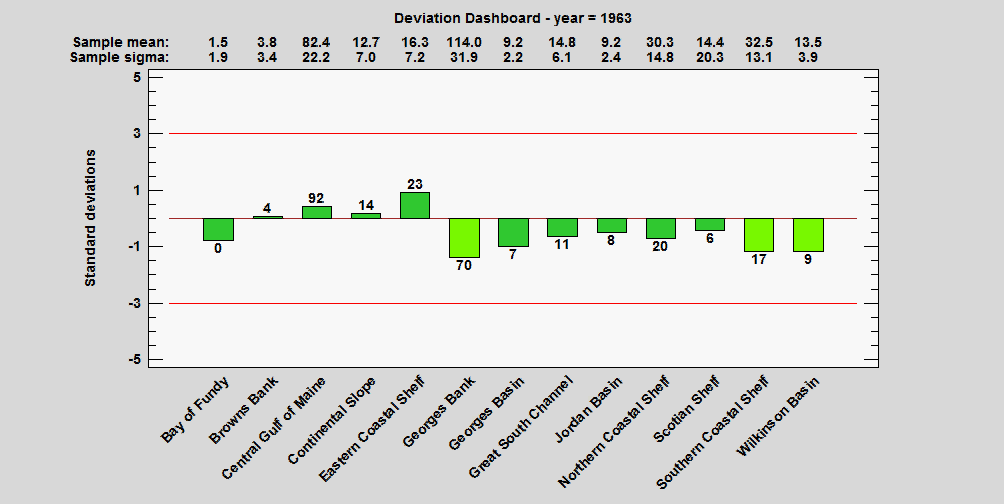 Deviation Dashboard - year = 1963
Sample mean: 1.5 3.8 82.4 12.7 16.3 114.0 9.2 14.8 9.2 30.3 14.4 32.5 13.5
Sample sigma: 1.9 3.4 22.2 7.0 7.2 31.9 2.2 6.1 2.4 14.8 20.3 13.1 3.9
Standard deviations
5
3
1
-1
-3
-5
0
4
92
14
23
70
7
11
8
20
6
17
9
Bay of Fundy
Browns Bank
Central Gulf of Maine
Continental Slope
Eastern Coastal Shelf
Georges Bank
Georges Basin
Great South Channel
Jordan Basin
Northern Coastal Shelf
Scotian Shelf
Southern Coastal Shelf
Wilkinson Basin